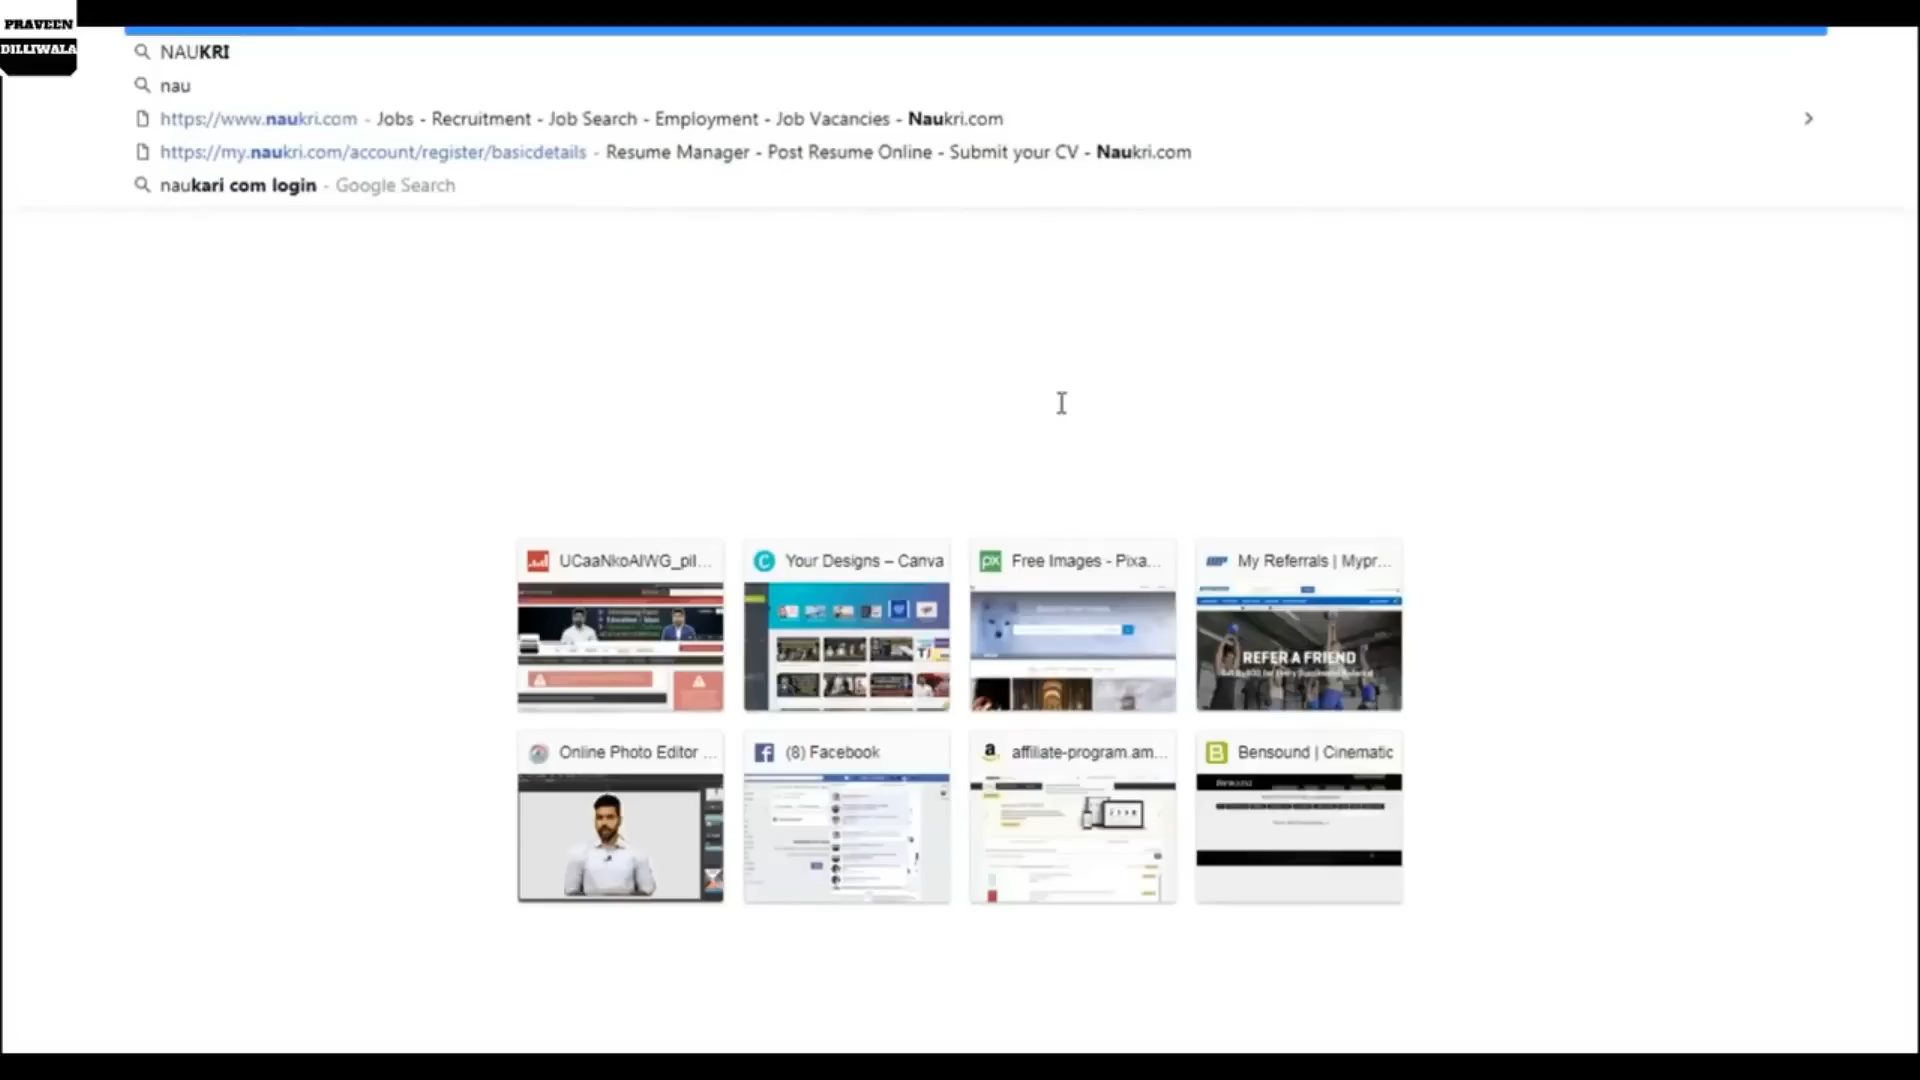 PRAVEEN
DILLIWALA
NAUKRI
nau
https://www.naukri.com - Jobs - Recruitment - Job Search - Employment - Job Vacancies - Naukri.com
https://my.naukri.com/account/register/basicdetails - Resume Manager - Post Resume Online - Submit your CV - Naukri.com
naukari com login - Google Search
UCaaNkoAIWG_pil... Your Designs – Canva Free Images - Pixa... My Referrals | Mypr...
REFER A FRIEND
Online Photo Editor ... (8) Facebook affiliate-program.am... Bensound | Cinematic